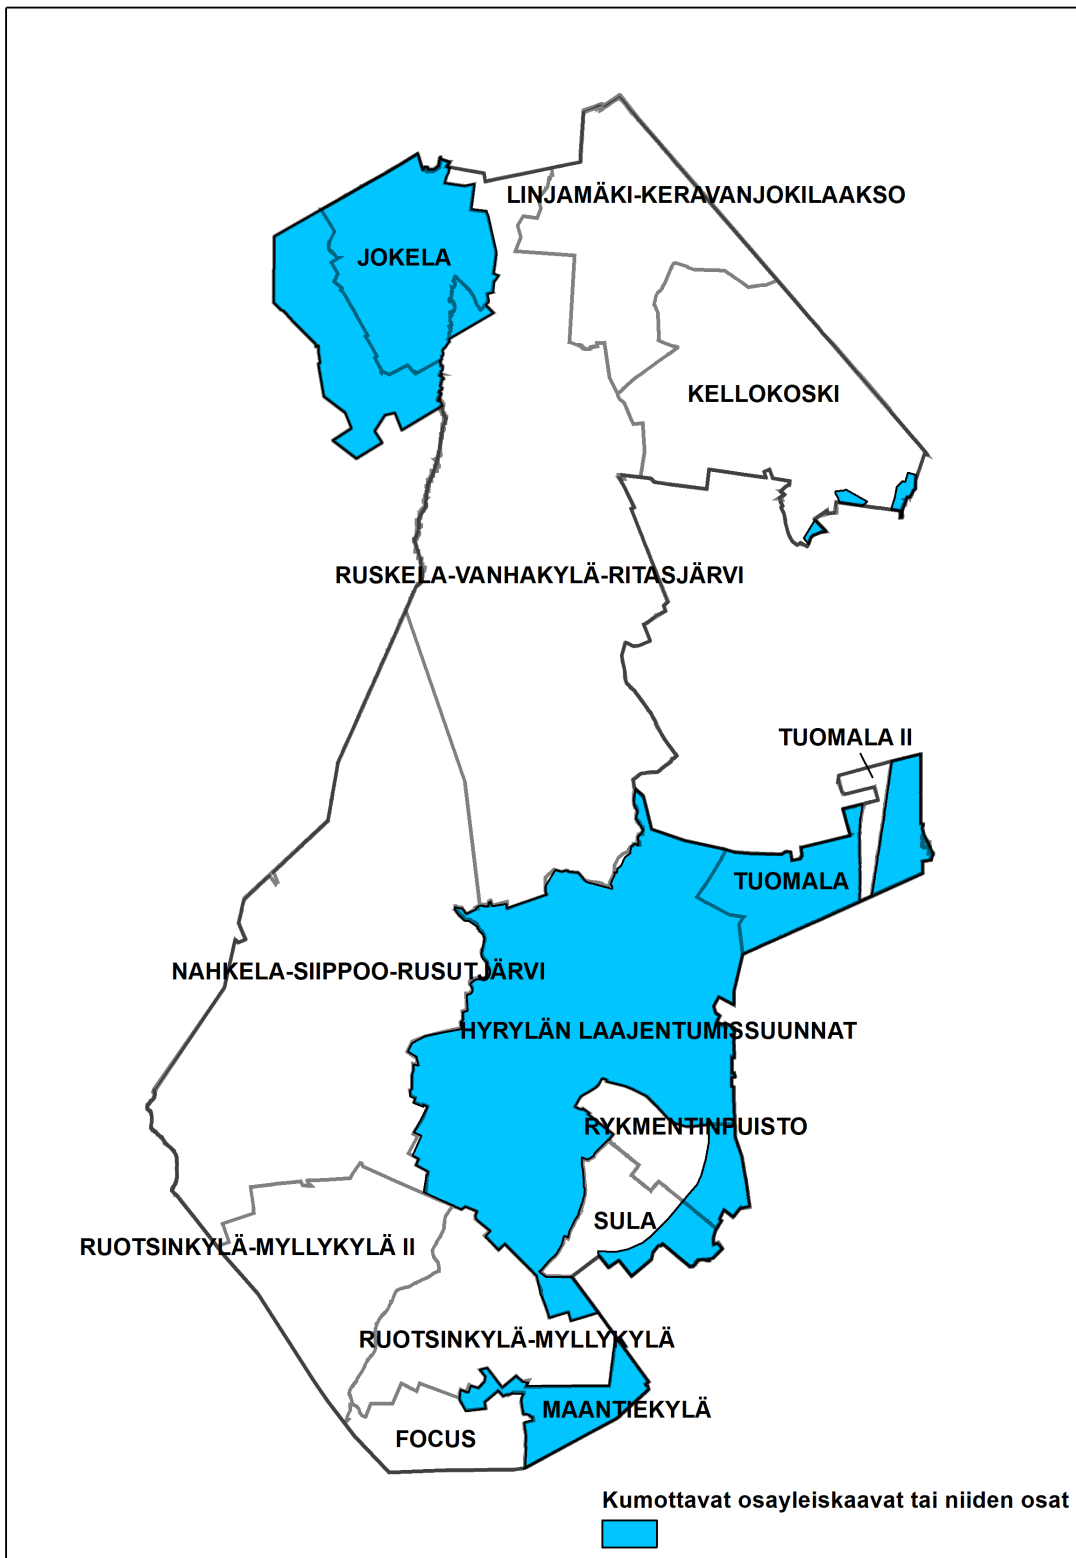 LINJAMÄKI-KERAVANJOKILAAKSO
JOKELA
KELLOKOSKI
RUSKELA-VANHAKYLÄ-RITASJÄRVI
TUOMALA II
TUOMALA
NAHKELA-SIIPPOO-RUSUTJÄRVI
HYRYLÄN LAAJENTUMISSUUNNAT
RYKMENTINPUISTO
SULA
RUOTSINKYLÄ-MYLLYKYLÄ II
RUOTSINKYLÄ-MYLLYKYLÄ
MAANTIEKYLÄ
FOCUS
Kumottavat osayleiskaavat tai niiden osat